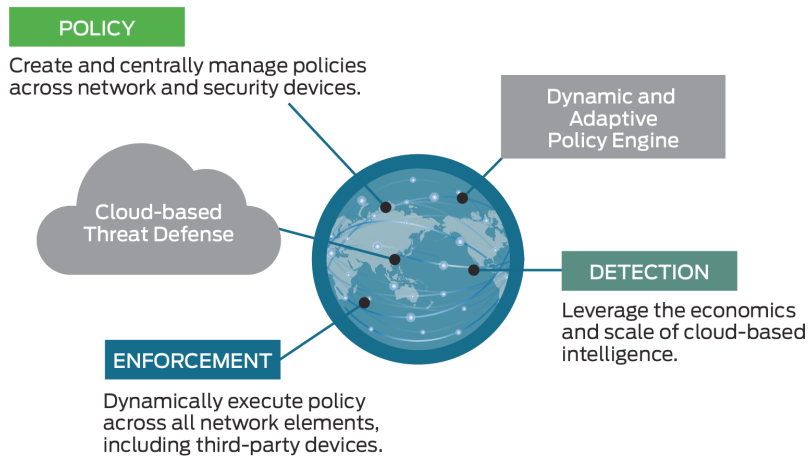 POLICY
Create and centrally manage policies
across network and security devices.
Dynamic and
Adaptive
Policy Engine
Cloud-based
Threat Defense
DETECTION
Leverage the economics
and scale of cloud-based
intelligence.
ENFORCEMENT
Dynamically execute policy
across all network elements,
including third-party devices.